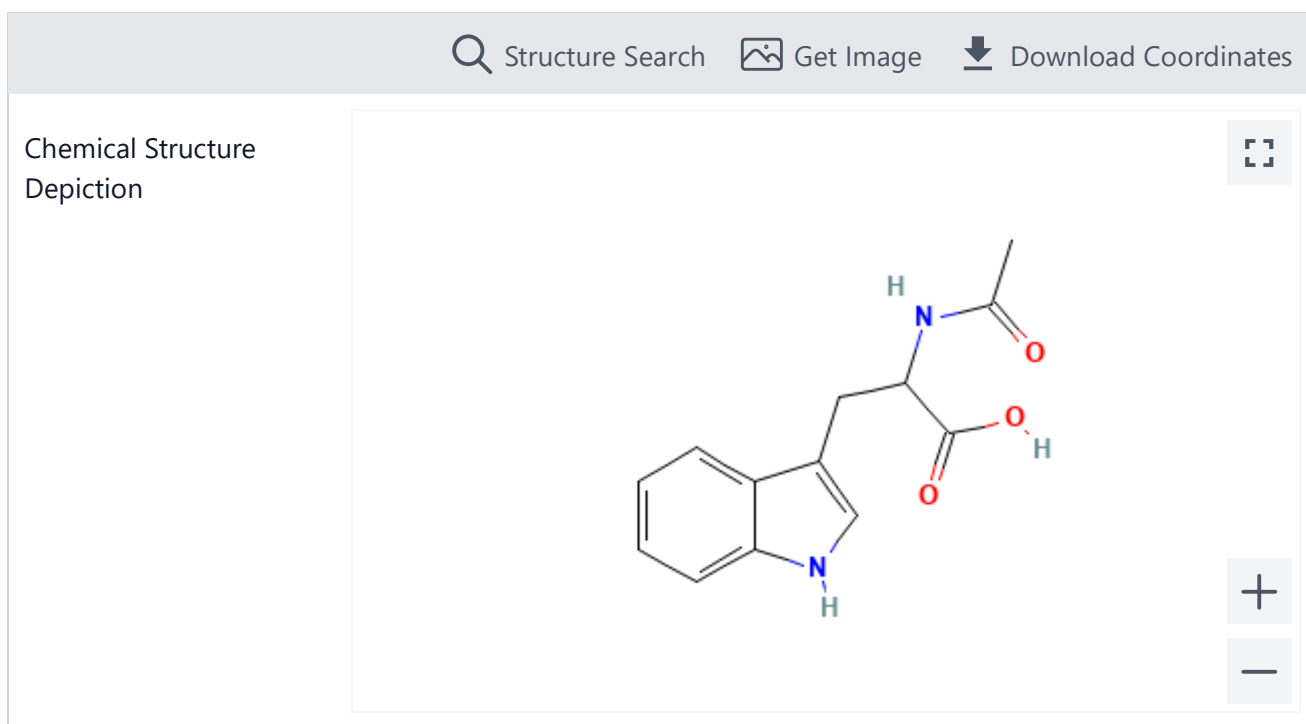 Structure Search Get Image Download Coordinates
Chemical Structure
Depiction
H
N
O
O
H
O
N
H